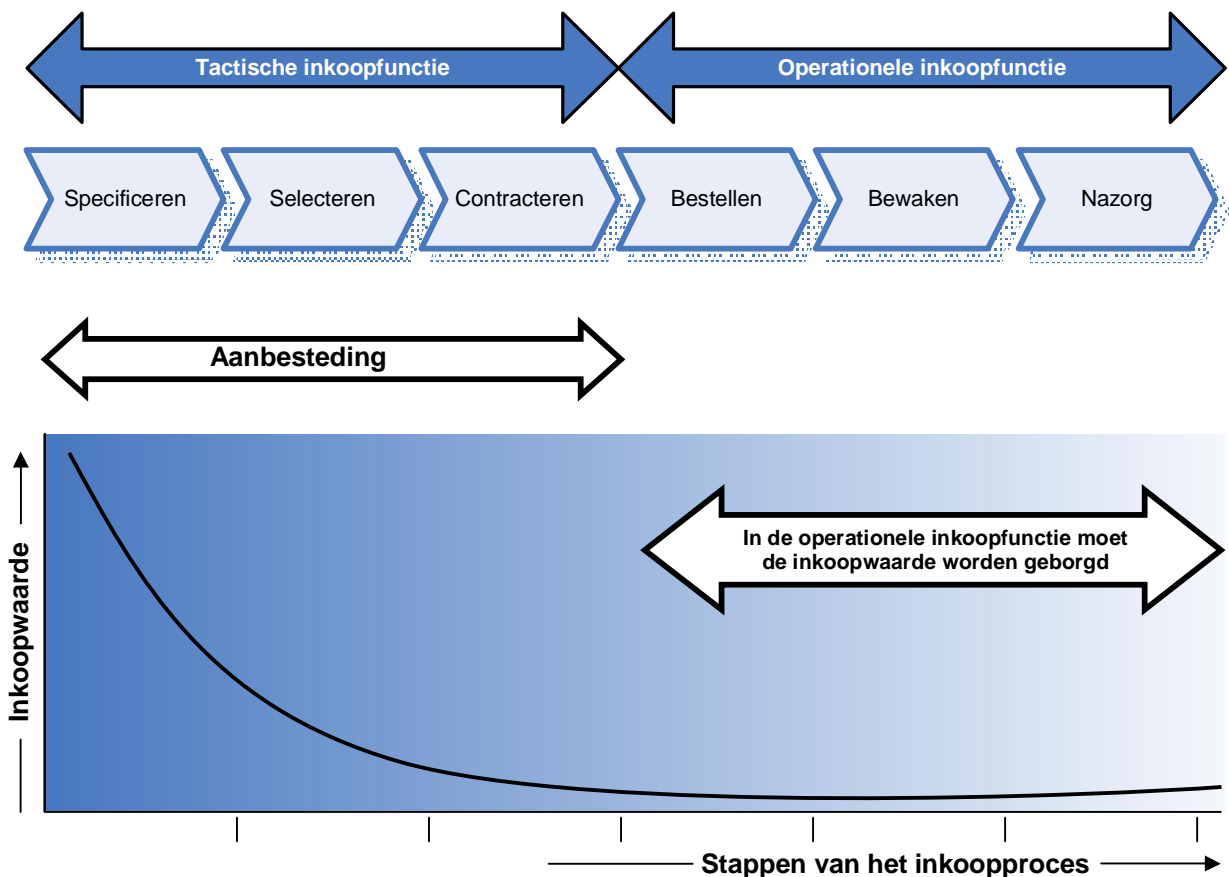 Tactische inkoopfunctie
Operationele inkoopfunctie
Specificeren
Selecteren
Contracteren
Bestellen
Bewaken
Nazorg
Aanbesteding
Inkoopwaarde
In de operationele inkoopfunctie moet
de inkoopwaarde worden geborgd
Stappen van het inkoopproces